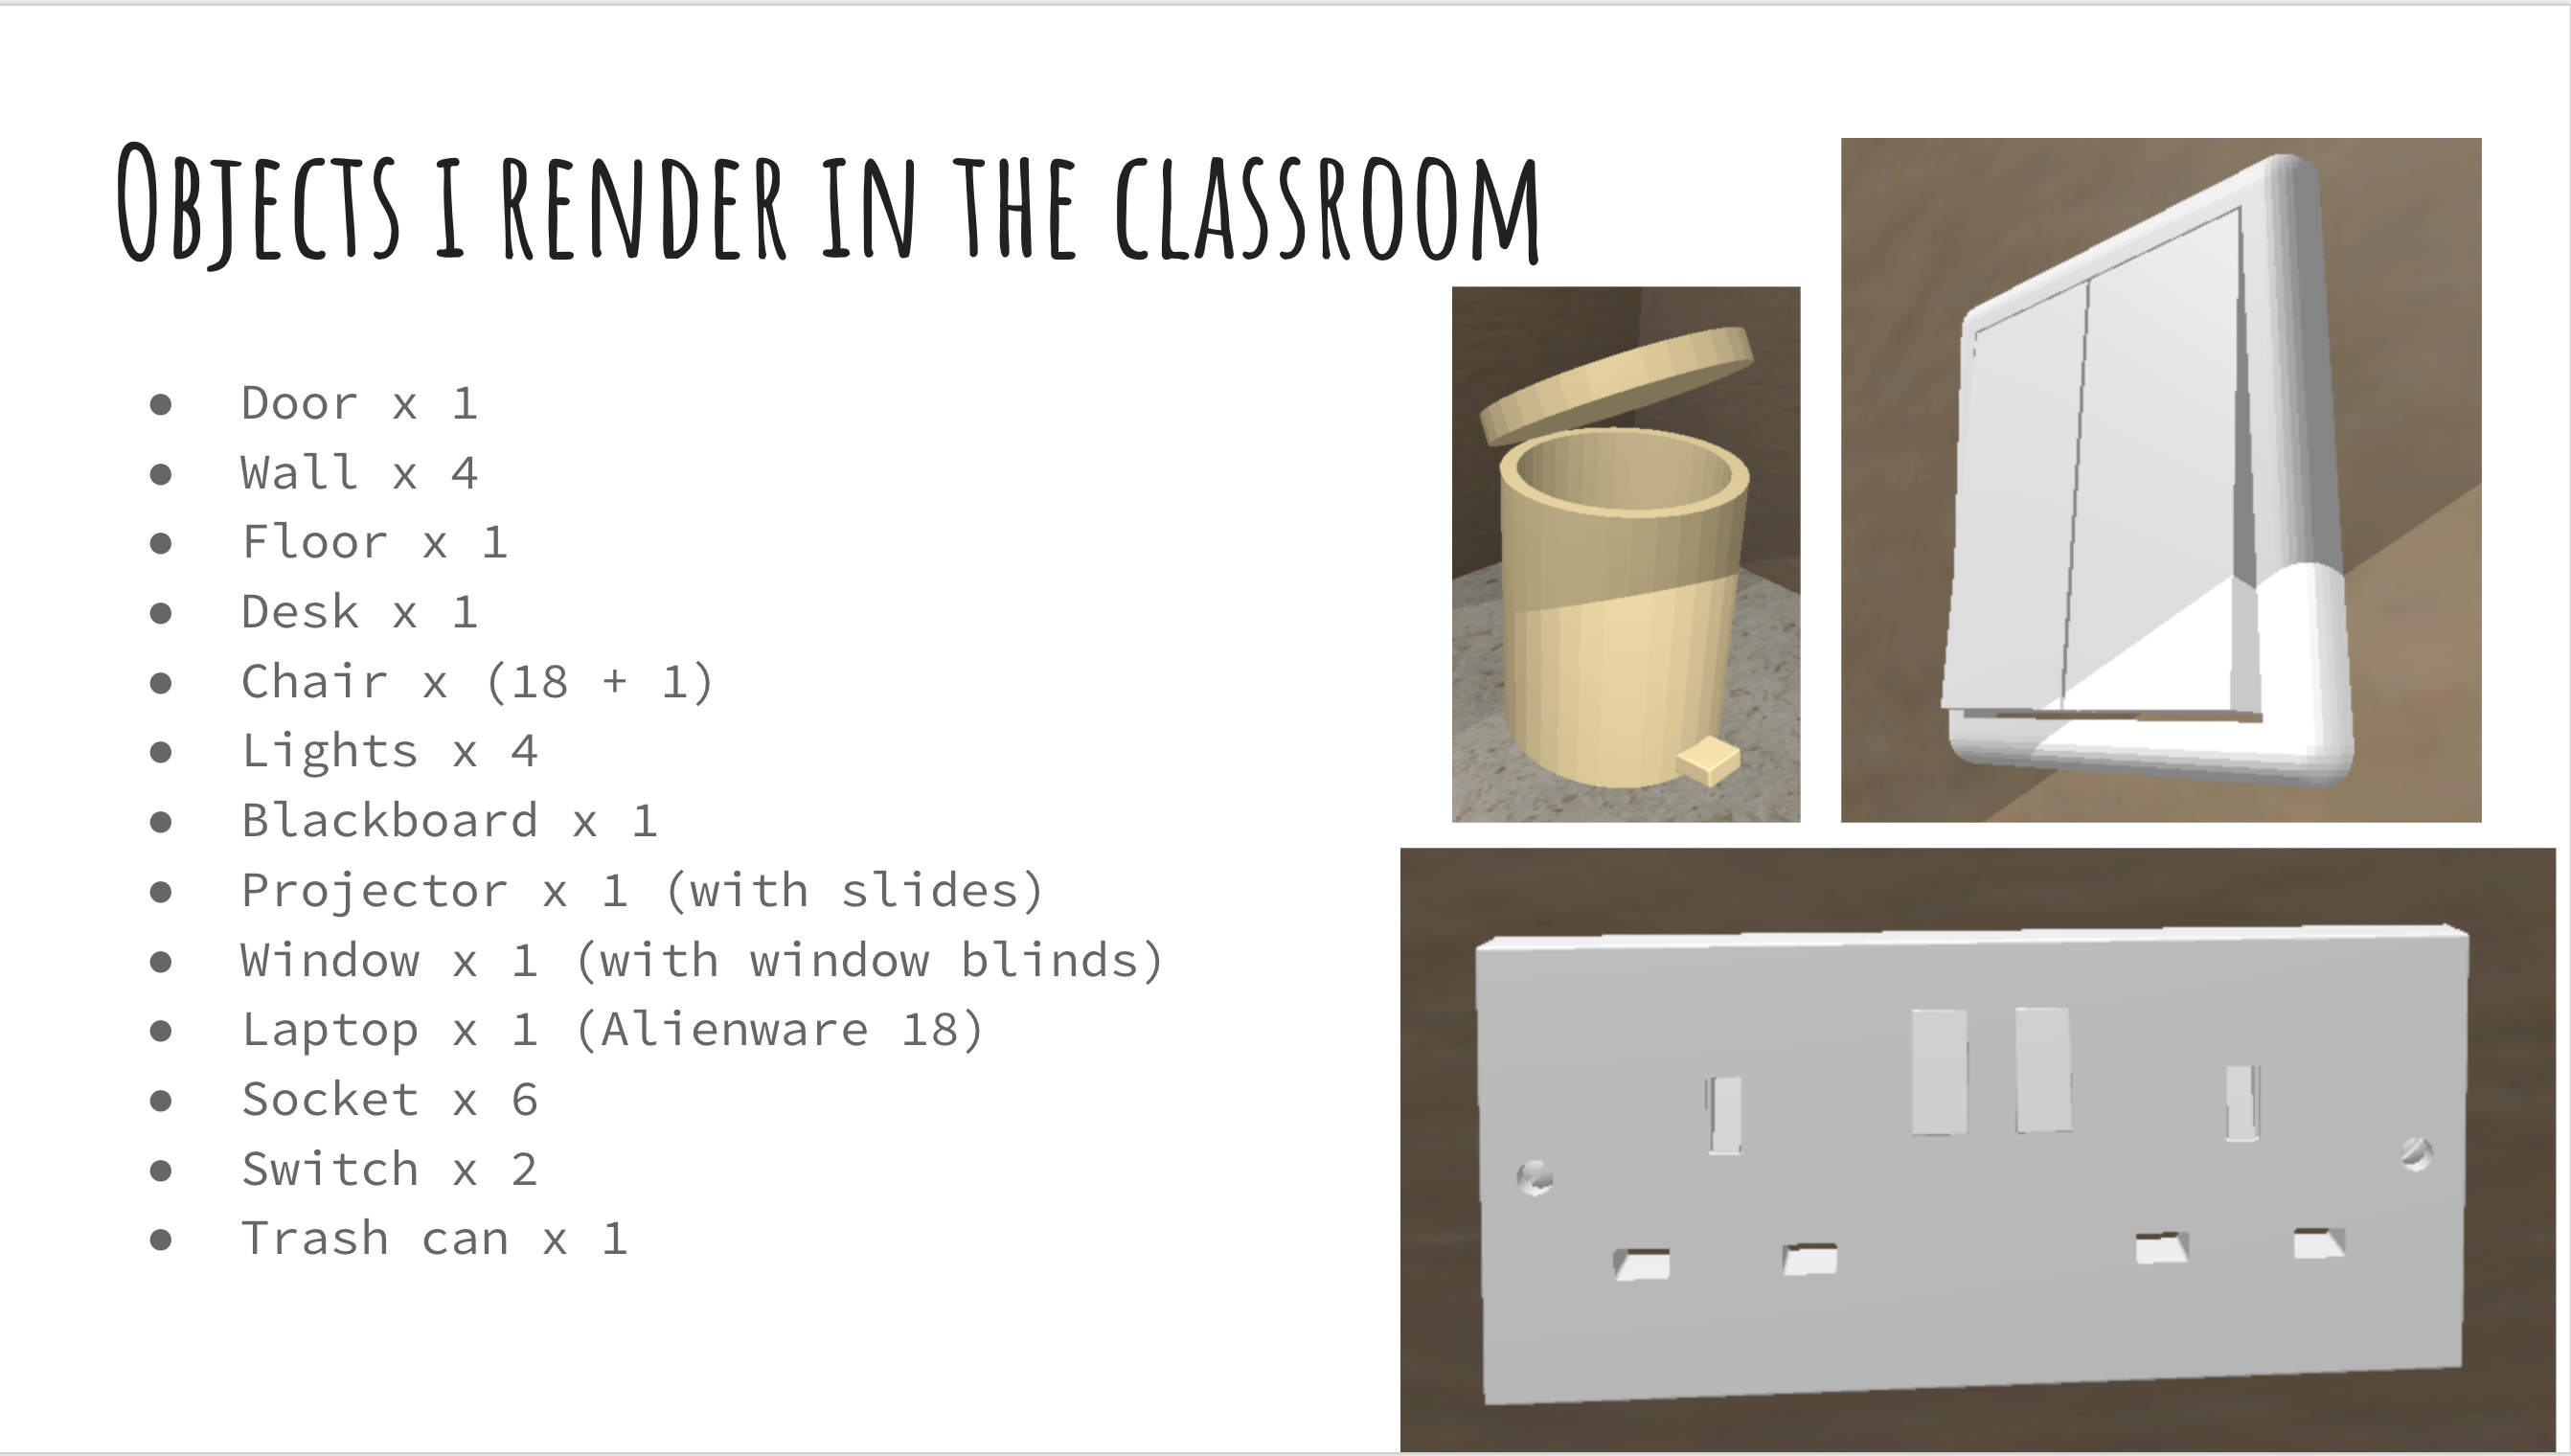 Objects i render in the classroom
● Door x 1
● Wall x 4
● Floor x 1
● Desk x 1
● Chair x (18 + 1)
● Lights x 4
● Blackboard x 1
● Projector x 1 (with slides)
● Window x 1 (with window blinds)
● Laptop x 1 (Alienware 18)
● Socket x 6
● Switch x 2
● Trash can x 1